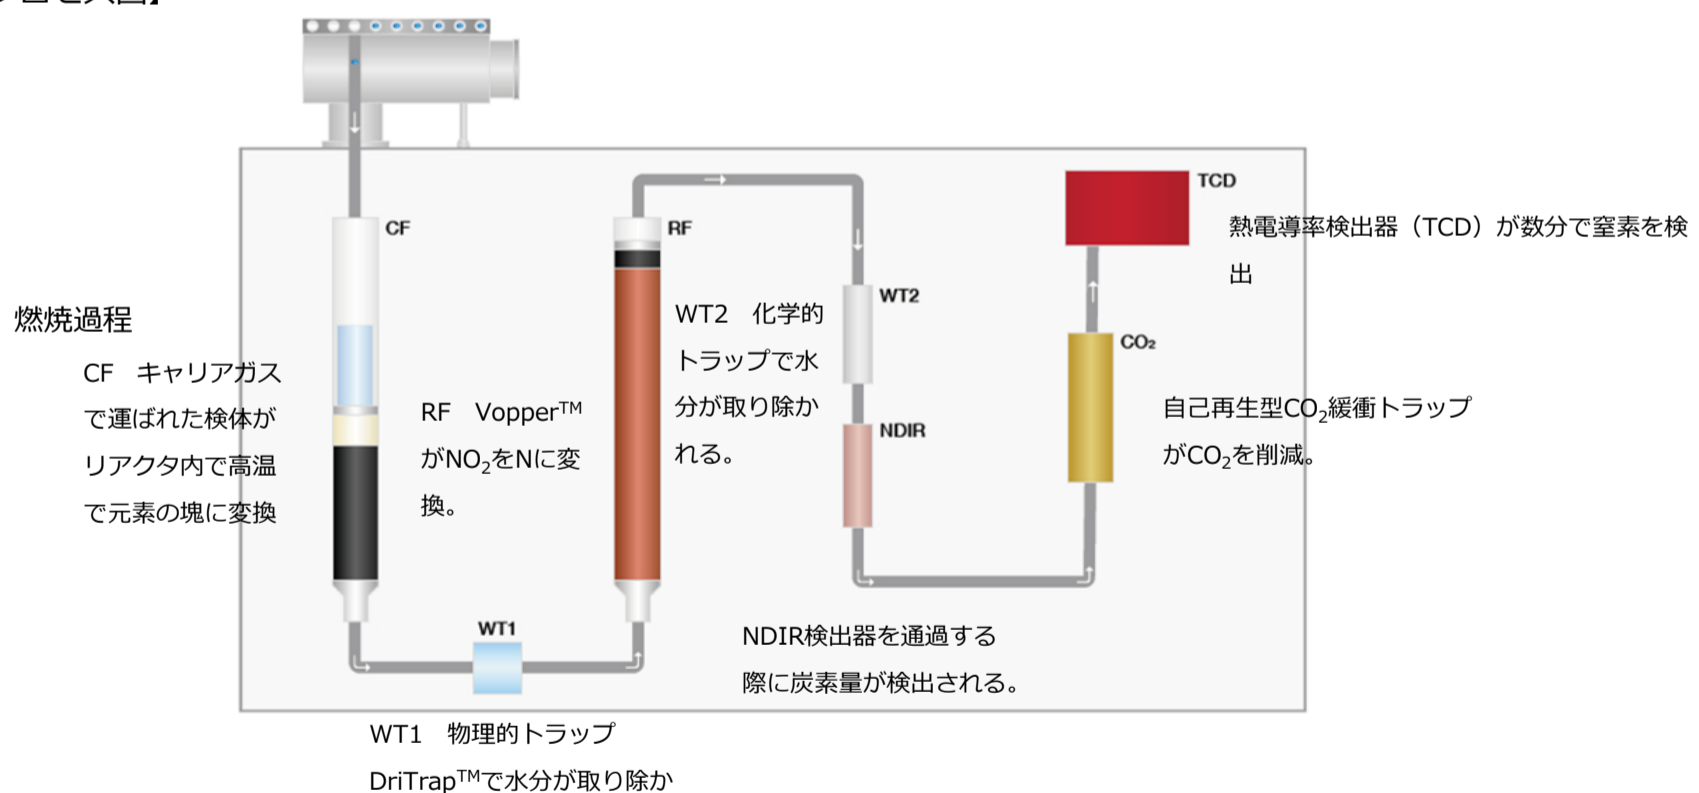 TCD
熱電導率検出器（TCD）が数分で窒素を検
出
CF
RF
WT2
CO₂
NDIR
燃焼過程
CF　キャリアガス
で運ばれた検体が
リアクタ内で高温
で元素の塊に変換
RF　Vopper™
がNO₂をNに変
換。
WT2　化学的
トラップで水
分が取り除か
れる。
自己再生型CO₂緩衝トラップ
がCO₂を削減。
WT1
NDIR検出器を通過する
際に炭素量が検出される。
WT1　物理的トラップ
DriTrap™で水分が取り除か